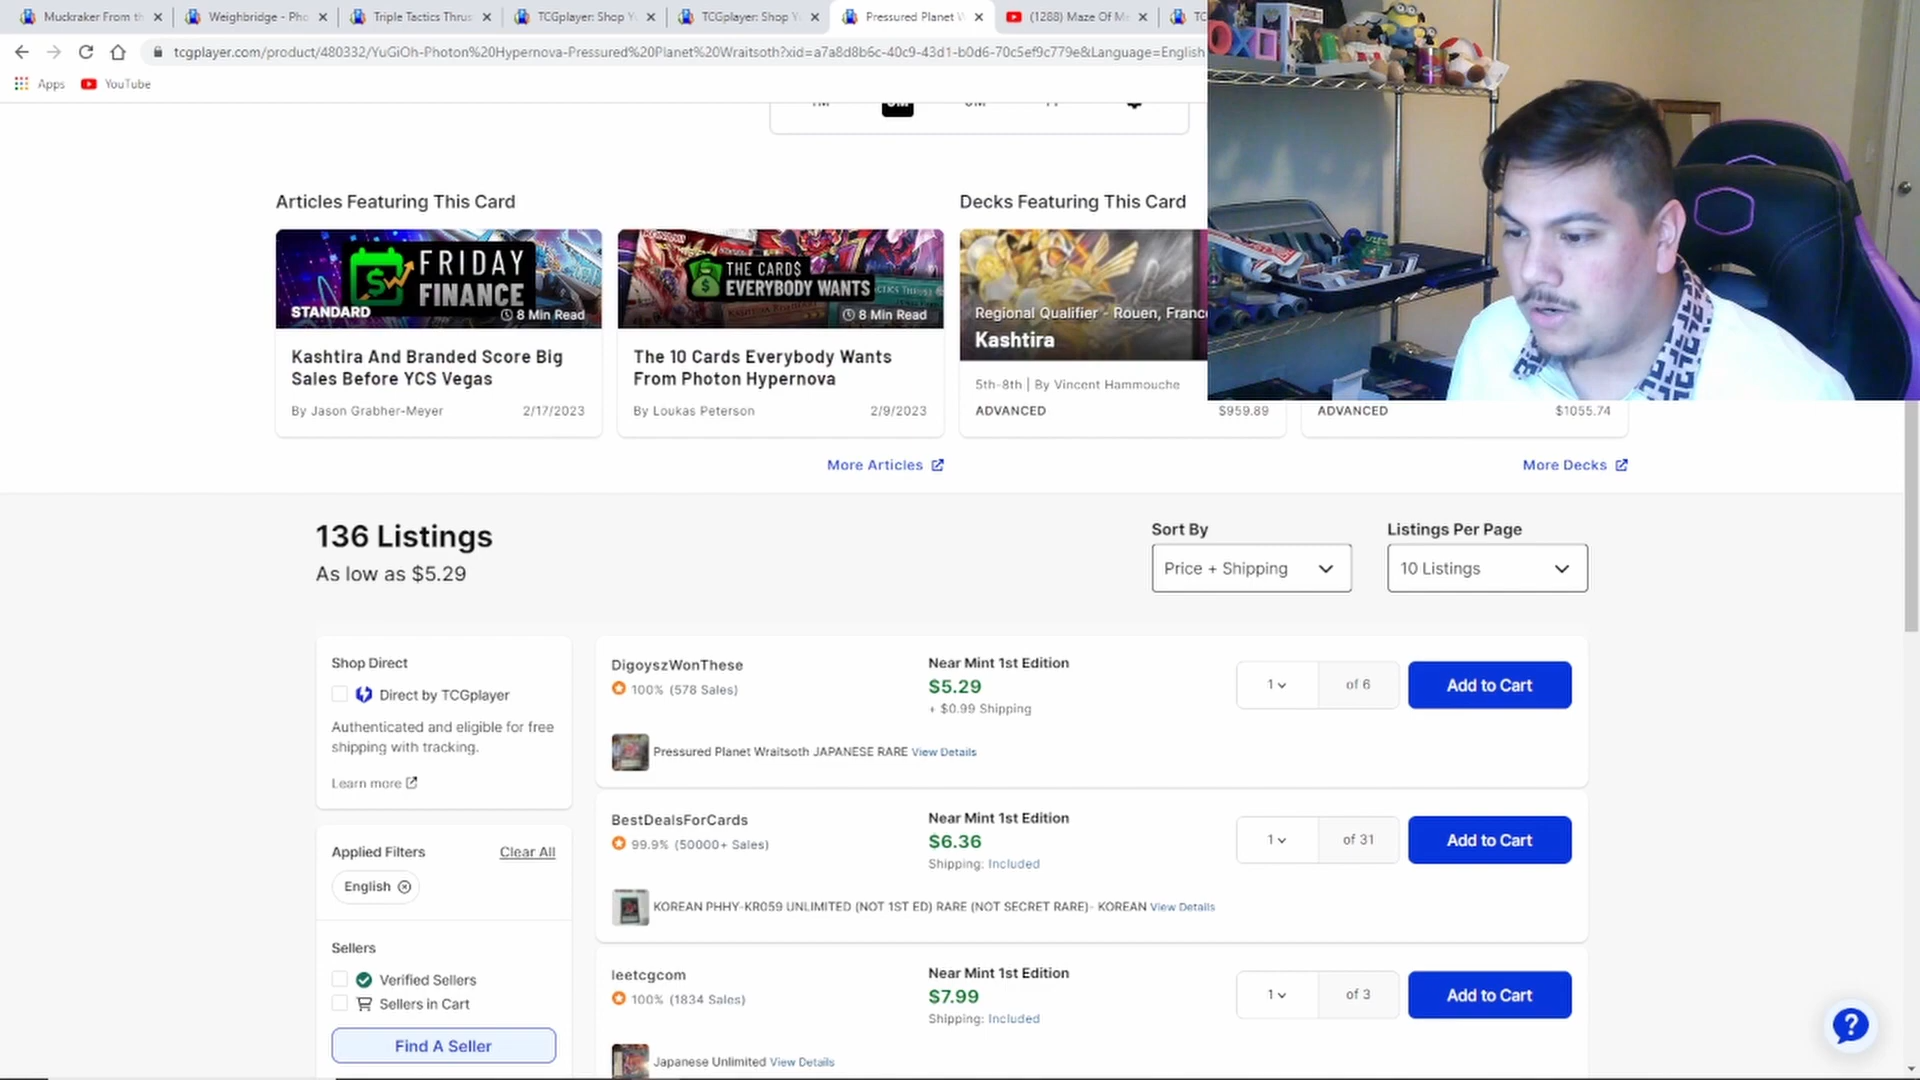 Muckraker From th
Weighbridge - Pho
Triple Tactics Thrus
TCGplayer: Shop Y
TCGplayer: Shop Y
Pressured Planet W
(1288) Maze Of M
tcgplayer.com/product/480332/YuGiOh-Photon%20Hypernova-Pressured%20Planet%20Wraitsoth?xid=a7a8d8b6c-40c9-43d1-b0d6-70c5ef9c779e&Language=English
Apps
YouTube
Articles Featuring This Card
Decks Featuring This Card
FRIDAY
FINANCE
STANDARD
8 Min Read
THE CARD$
EVERYBODY WANTS
8 Min Read
Regional Qualifier - Rouen, Franc
Kashtira
Kashtira And Branded Score Big
Sales Before YCS Vegas
By Jason Grabher-Meyer
2/17/2023
The 10 Cards Everybody Wants
From Photon Hypernova
By Loukas Peterson
2/9/2023
5th-8th | By Vincent Hammouche
ADVANCED
$959.89
ADVANCED
$1055.74
More Articles
More Decks
136 Listings
As low as $5.29
Sort By
Price + Shipping
Listings Per Page
10 Listings
Shop Direct
Direct by TCGplayer
Authenticated and eligible for free
shipping with tracking.
Learn more
Applied Filters
Clear All
English
Sellers
Verified Sellers
Sellers in Cart
Find A Seller
DigoyszWonThese
100% (578 Sales)
Near Mint 1st Edition
$5.29
+ $0.99 Shipping
1
of 6
Add to Cart
Pressured Planet Wraitsoth JAPANESE RARE View Details
BestDealsForCards
99.9% (50000+ Sales)
Near Mint 1st Edition
$6.36
Shipping: Included
1
of 31
Add to Cart
KOREAN PHHY-KR059 UNLIMITED (NOT 1ST ED) RARE (NOT SECRET RARE)- KOREAN View Details
leetcgcom
100% (1834 Sales)
Near Mint 1st Edition
$7.99
Shipping: Included
1
of 3
Add to Cart
Japanese Unlimited View Details